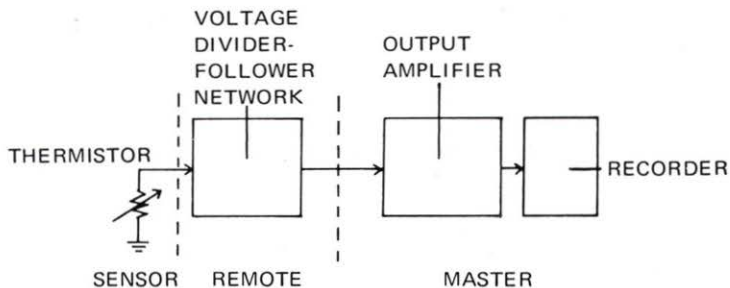 VOLTAGE
DIVIDER-
FOLLOWER
NETWORK
OUTPUT
AMPLIFIER
THERMISTOR
RECORDER
SENSOR
REMOTE
MASTER